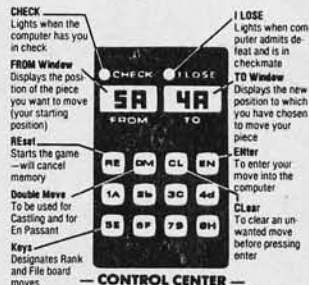 CHECK
Lights when the
computer has you
in check
FROM Window
Displays the posi-
tion of the piece
you want to move
(your starting
position)
REset
Starts the game
—will cancel
memory
Double Move
To be used for
Castling and for
En Passant
Keys
Designates Rank
and File board
moves
CHECK I LOSE
5A 4A
FROM TO
RE DM CL EN
1A 2b 3C 4d
5E 6F 7G 8H
— CONTROL CENTER —
I LOSE
Lights when com
puter admits de-
feat and is in
checkmate
TO Window
Displays the new
position to which
you have chosen
to move your
piece
ENter
To enter your
move into the
computer
CLear
To clear an un-
wanted move
before pressing
enter